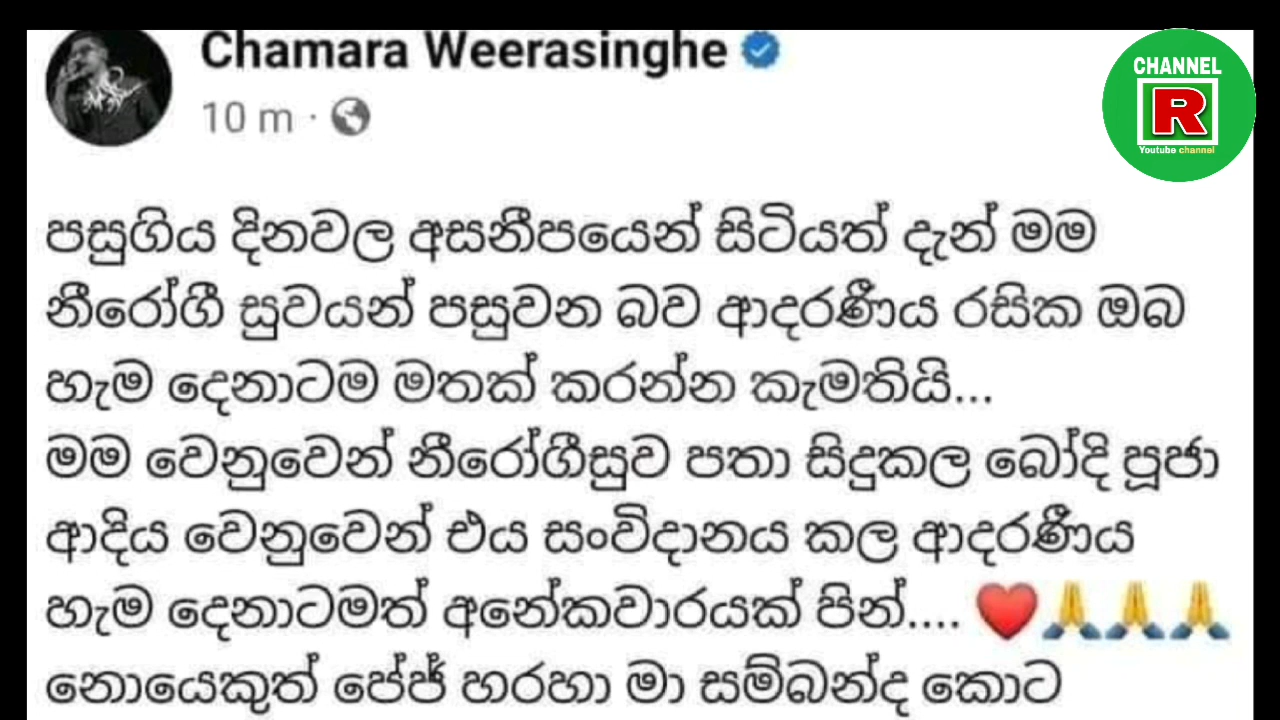 Chamara Weerasinghe
10 m ·
CHANNEL
R
Youtube channel
පසුගිය දිනවල අසනීපයෙන් සිටියත් දැන් මම
නීරෝගී සුවයන් පසුවන බව ආදරණීය රසික ඔබ
හැම දෙනාටම මතක් කරන්න කැමතියි...
මම වෙනුවෙන් නීරෝගීසුව පතා සිදුකල බෝදි පූජා
ආදිය වෙනුවෙන් එය සංවිදානය කල ආදරණීය
හැම දෙනාටමත් අනේකවාරයක් පින්.... ❤️🙏🙏🙏
නොයෙකුත් පේජ් හරහා මා සම්බන්ද කොට